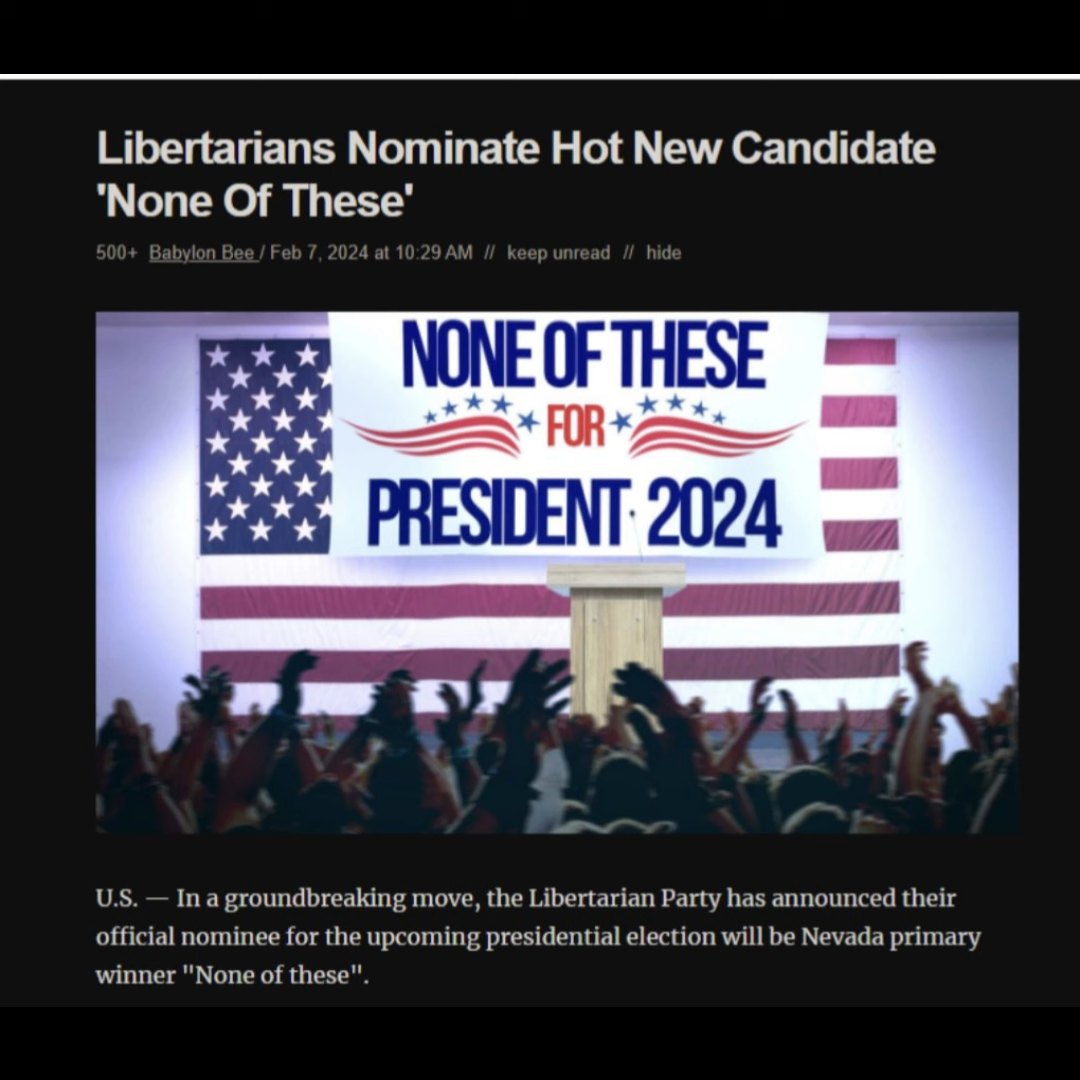 Libertarians Nominate Hot New Candidate
'None Of These'
500+ Babylon Bee / Feb 7, 2024 at 10:29 AM // keep unread // hide
NONE OF THESE
FOR
PRESIDENT 2024
U.S. — In a groundbreaking move, the Libertarian Party has announced their
official nominee for the upcoming presidential election will be Nevada primary
winner "None of these".